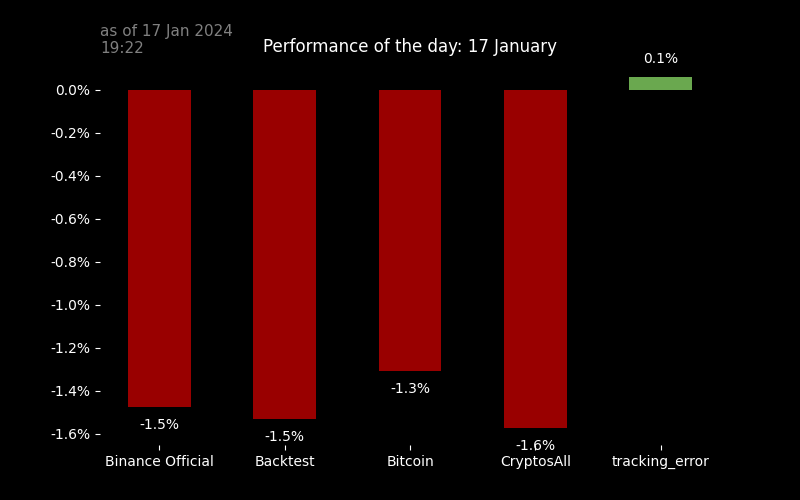 as of 17 Jan 2024
19:22
Performance of the day: 17 January
0.1%
0.0%
-0.2%
-0.4%
-0.6%
-0.8%
-1.0%
-1.2%
-1.4%
-1.6%
-1.5%
-1.5%
-1.3%
-1.6%
Binance Official
Backtest
Bitcoin
CryptosAll
tracking_error